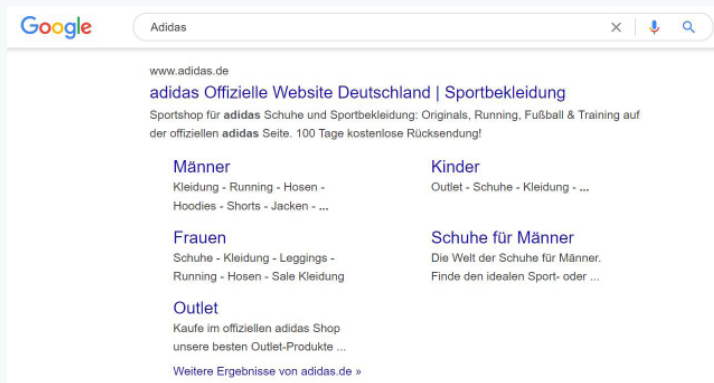 Google
Adidas
www.adidas.de
adidas Offizielle Website Deutschland | Sportbekleidung
Sportshop für adidas Schuhe und Sportbekleidung: Originals, Running, Fußball & Training auf
der offiziellen adidas Seite. 100 Tage kostenlose Rücksendung!
Männer
Kleidung - Running - Hosen -
Hoodies - Shorts - Jacken - ...
Kinder
Outlet - Schuhe - Kleidung - ...
Frauen
Schuhe - Kleidung - Leggings -
Running - Hosen - Sale Kleidung
Schuhe für Männer
Die Welt der Schuhe für Männer.
Finde den idealen Sport- oder ...
Outlet
Kaufe im offiziellen adidas Shop
unsere besten Outlet-Produkte ...
Weitere Ergebnisse von adidas.de »